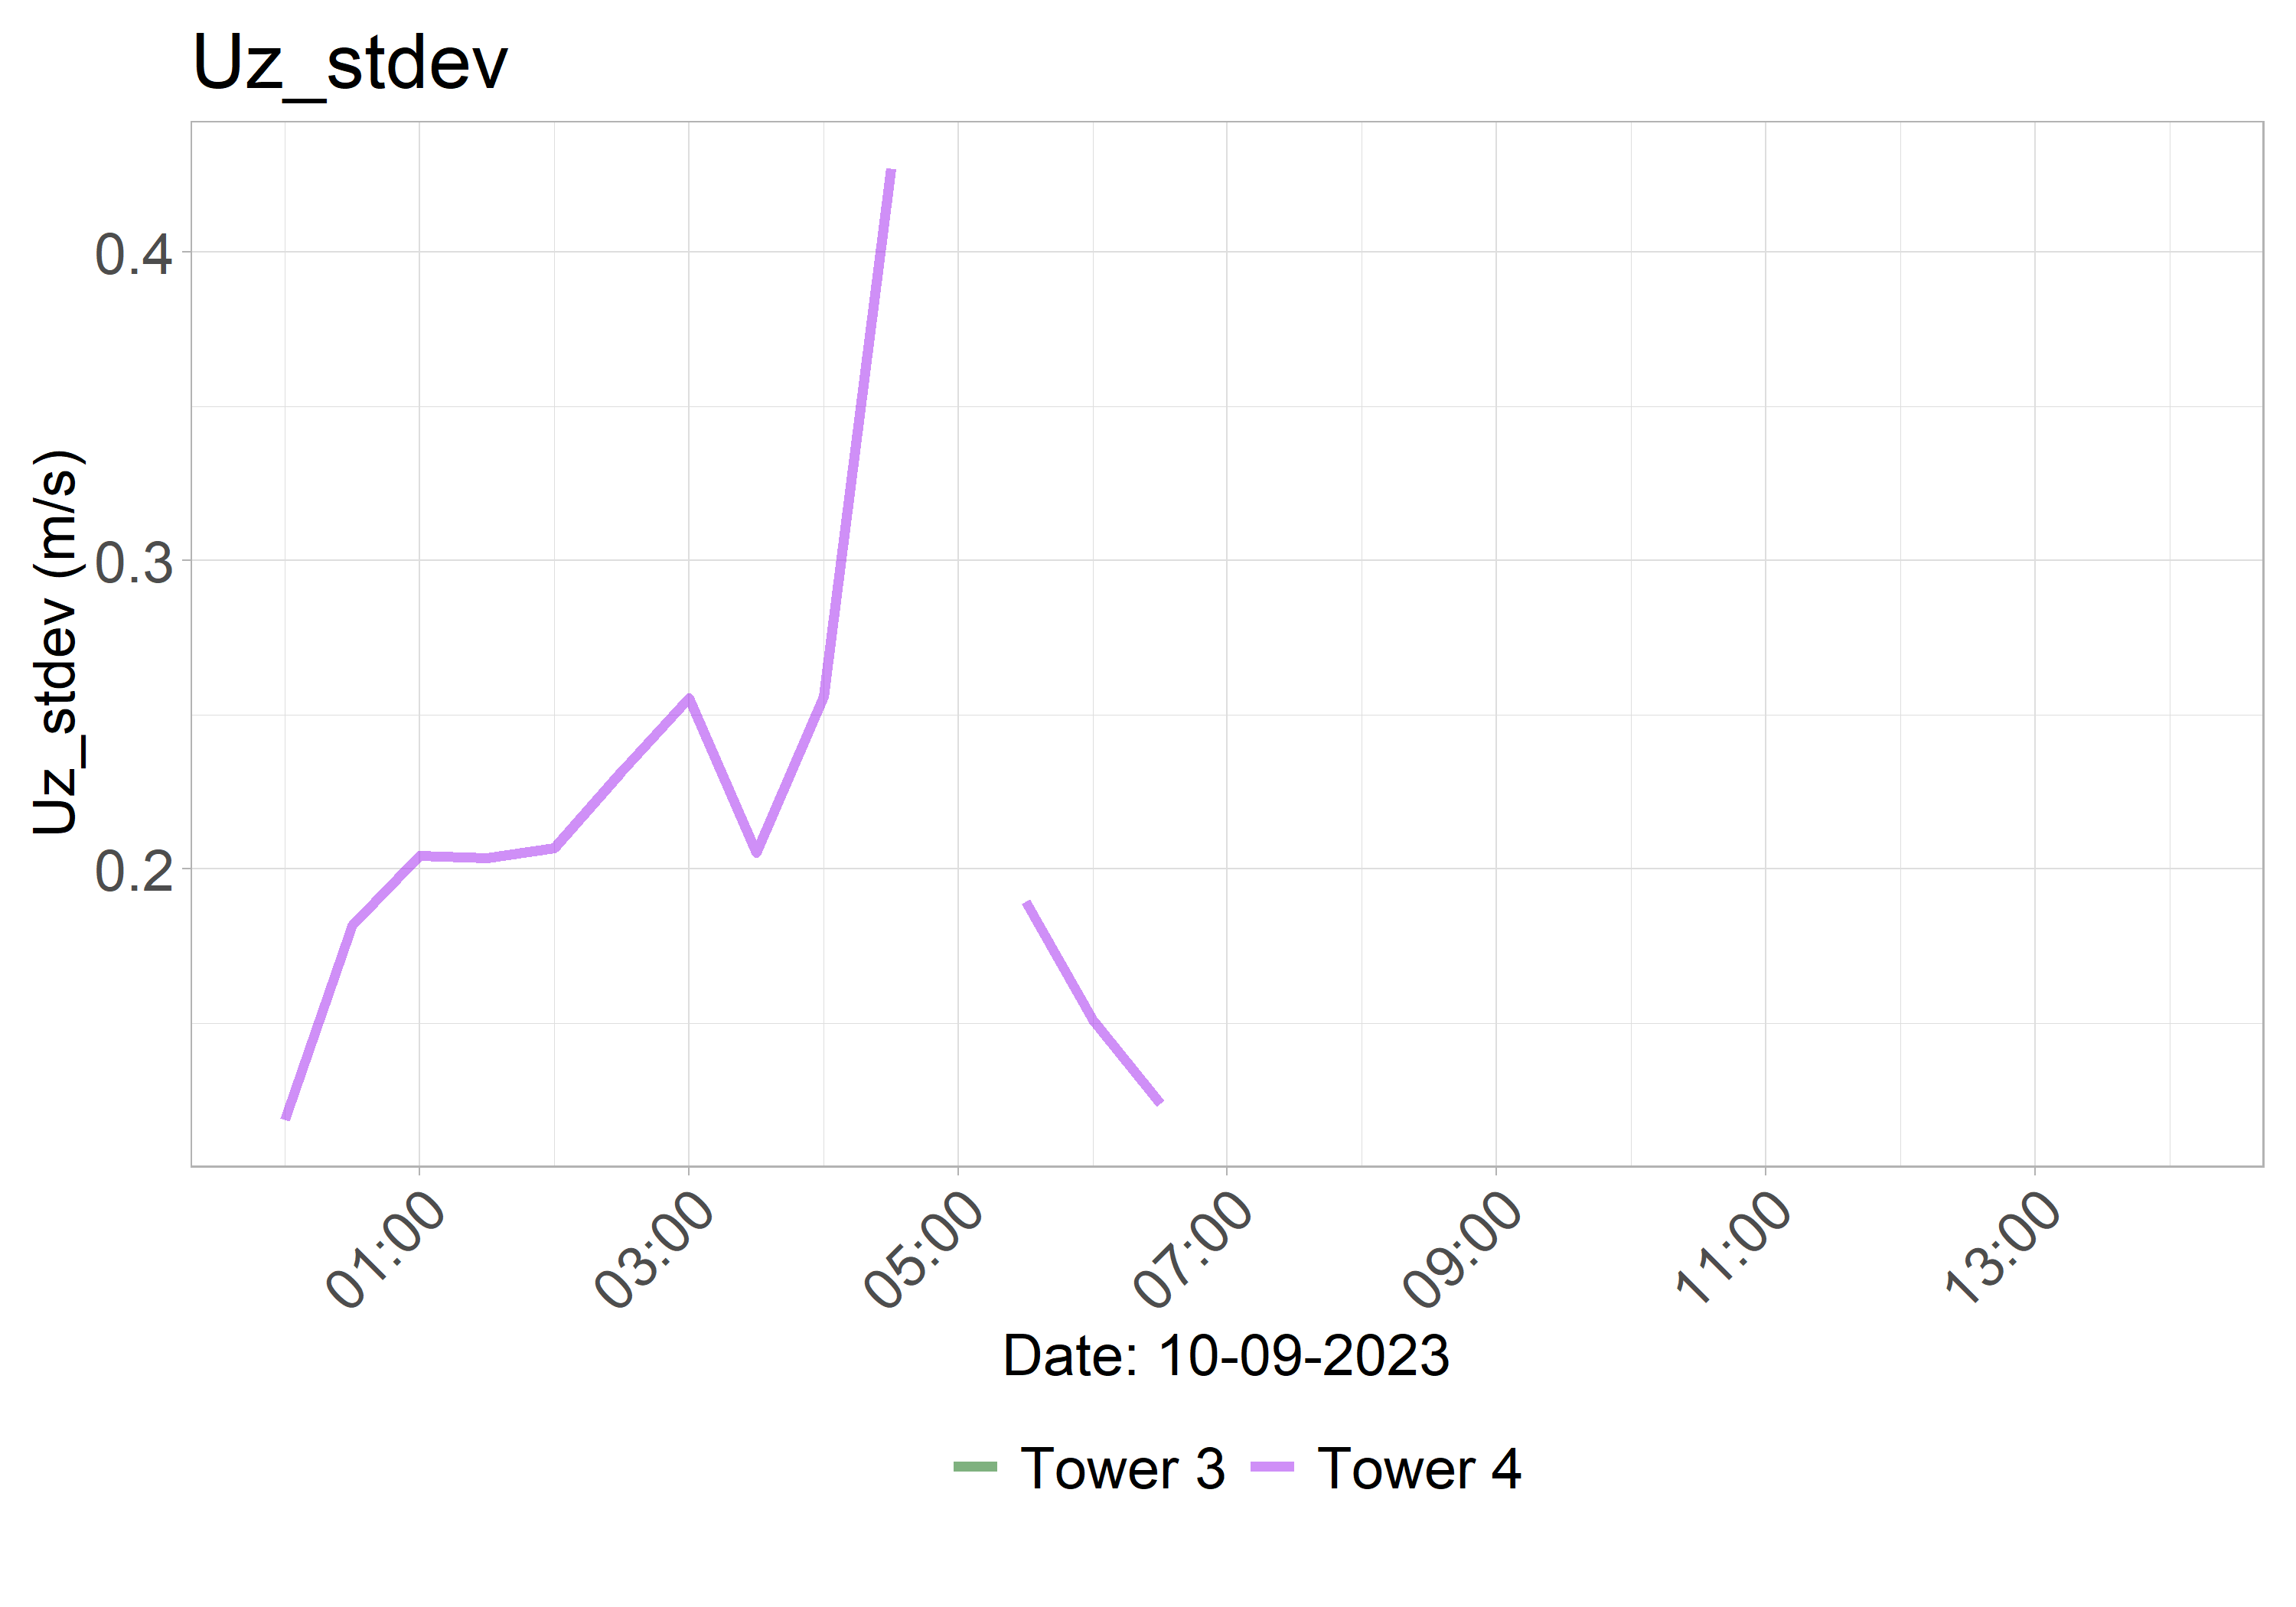 Uz_stdev
Uz_stdev (m/s)
0.4
0.3
0.2
01:00 03:00 05:00 07:00 09:00 11:00 13:00
Date: 10-09-2023
Tower 3 Tower 4